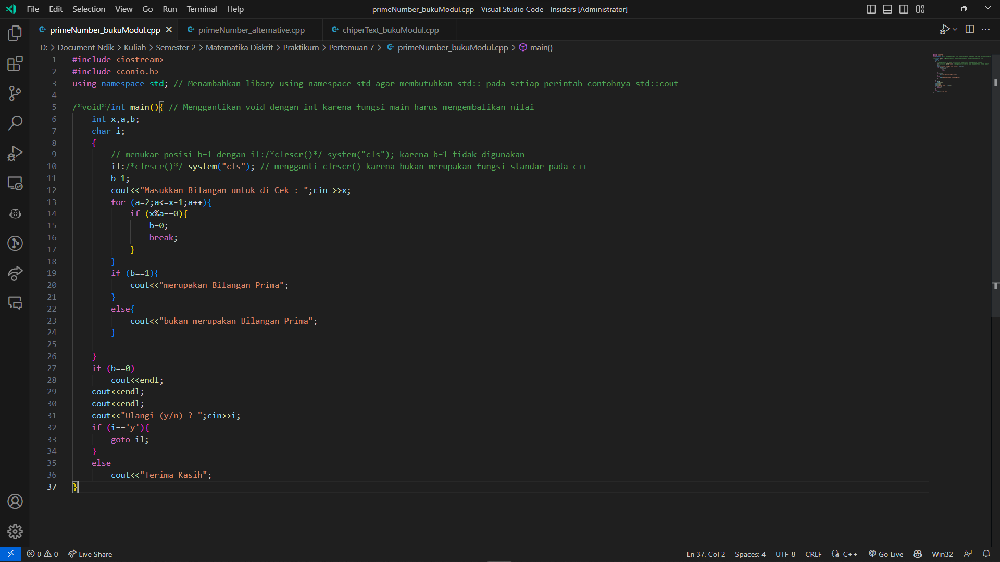 File Edit Selection View Go Run Terminal Help
primeNumber_bukuModul.cpp - Visual Studio Code - Insiders [Administrator]
primeNumber_bukuModul.cpp
primeNumber_alternative.cpp
chiperText_bukuModul.cpp
D: > Document Ndik > Kuliah > Semester 2 > Matematika Diskrit > Praktikum > Pertemuan 7 > primeNumber_bukuModul.cpp > main()
1 #include <iostream>
2 #include <conio.h>
3 using namespace std; // Menambahkan libary using namespace std agar membutuhkan std:: pada setiap perintah contohnya std::cout
4
5 /*void*/int main(){ // Menggantikan void dengan int karena fungsi main harus mengembalikan nilai
6 int x,a,b;
7 char i;
8 {
9 // menukar posisi b=1 dengan il:/*clrscr()*/ system("cls"); karena b=1 tidak digunakan
10 il:/*clrscr()*/ system("cls"); // mengganti clrscr() karena bukan merupakan fungsi standar pada c++
11 b=1;
12 cout<<"Masukkan Bilangan untuk di Cek : ";cin >>x;
13 for (a=2;a<=x-1;a++){
14 if (x%a==0){
15 b=0;
16 break;
17 }
18 }
19 if (b==1){
20 cout<<"merupakan Bilangan Prima";
21 }
22 else{
23 cout<<"bukan merupakan Bilangan Prima";
24 }
25
26 }
27 if (b==0)
28 cout<<endl;
29 cout<<endl;
30 cout<<endl;
31 cout<<"Ulangi (y/n) ? ";cin>>i;
32 if (i=='y'){
33 goto il;
34 }
35 else
36 cout<<"Terima Kasih";
37 }
0 0 Live Share Ln 37, Col 2 Spaces: 4 UTF-8 CRLF {} C++ Go Live Win32